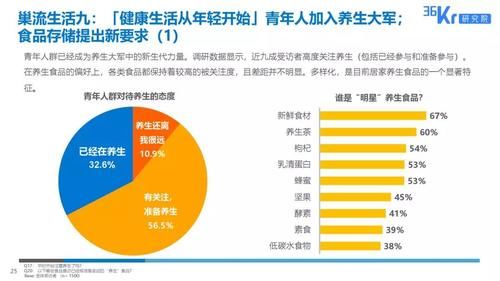 巢流生活九：「健康生活从年轻开始」青年人加入养生大军；
食品存储提出新要求（1）
36Kr 研究院
青年人群已经成为养生大军中的新生代力量。调研数据显示，近九成受访者高度关注养生（包括已经参与和准备参与）。
在养生食品的偏好上，各类食品都保持着较高的被关注度，且差距并不明显。多样化，是目前居家养生食品的一个显著特
征。
青年人群对待养生的态度
养生还离
我很远
10.9%
已经在养生
32.6%
有关注，
准备养生
56.5%
谁是“明星”养生食品？
新鲜食材 67%
养生茶 60%
枸杞 54%
乳清蛋白 53%
蜂蜜 53%
坚果 45%
酵素 41%
素食 39%
低碳水食物 38%
25